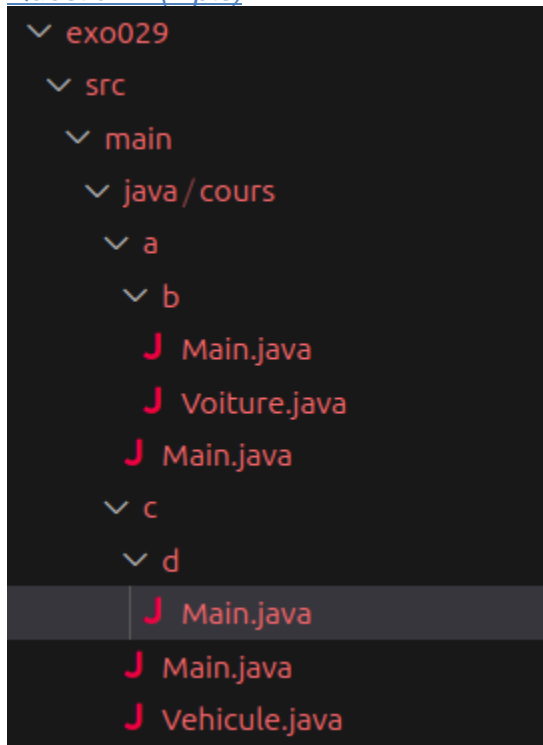 exo029
src
main
java/cours
a
b
J Main.java
J Voiture.java
J Main.java
c
d
J Main.java
J Main.java
J Vehicule.java